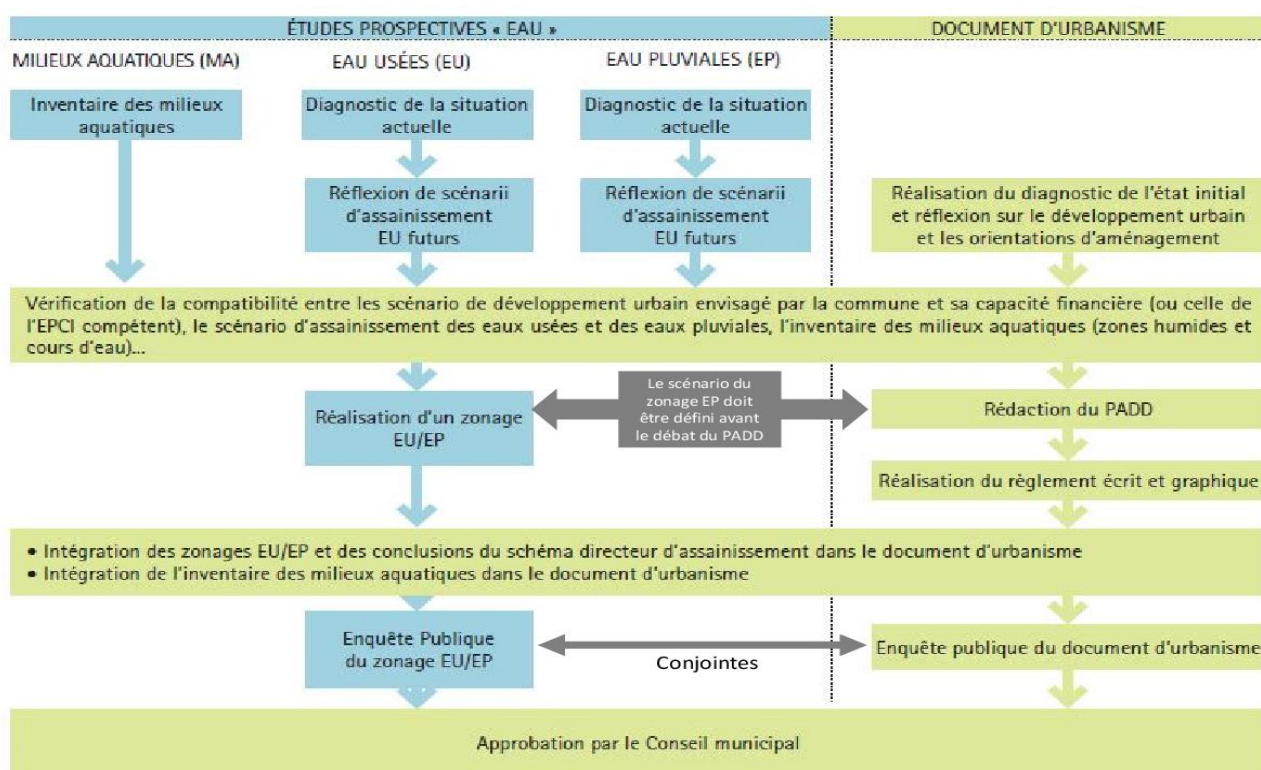 ÉTUDES PROSPECTIVES « EAU »
DOCUMENT D'URBANISME
MILIEUX AQUATIQUES (MA)
EAU USÉES (EU)
EAU PLUVIALES (EP)
Inventaire des milieux
aquatiques
Diagnostic de la situation
actuelle
Diagnostic de la situation
actuelle
Réflexion de scénarii
d'assainissement
EU futurs
Réflexion de scénarii
d'assainissement
EU futurs
Réalisation du diagnostic de l'état initial
et réflexion sur le développement urbain
et les orientations d'aménagement
Vérification de la compatibilité entre les scénario de développement urbain envisagé par la commune et sa capacité financière (ou celle de
l'EPCI compétent), le scénario d'assainissement des eaux usées et des eaux pluviales, l'inventaire des milieux aquatiques (zones humides et
cours d'eau)...
Réalisation d'un zonage
EU/EP
Le scénario du
zonage EP doit
être défini avant
le débat du PADD
Rédaction du PADD
Réalisation du règlement écrit et graphique
• Intégration des zonages EU/EP et des conclusions du schéma directeur d'assainissement dans le document d'urbanisme
• Intégration de l'inventaire des milieux aquatiques dans le document d'urbanisme
Enquête Publique
du zonage EU/EP
Conjointes
Enquête publique du document d'urbanisme
Approbation par le Conseil municipal